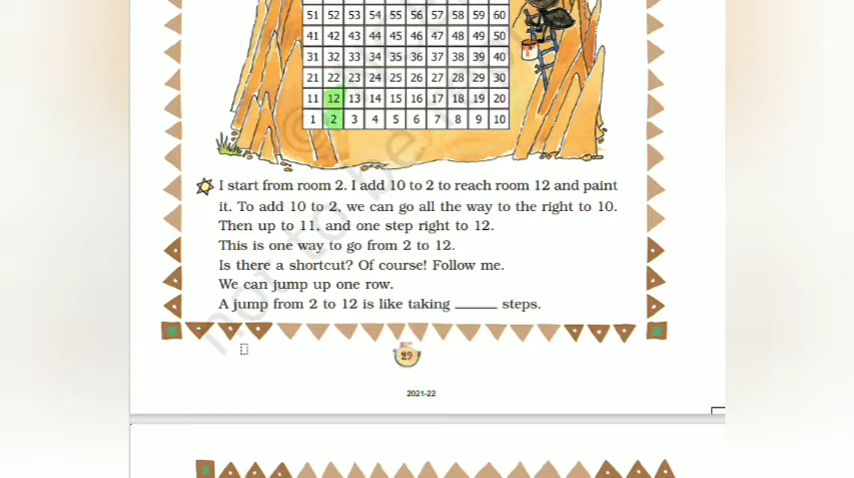 51 52 53 54 55 56 57 58 59 60
41 42 43 44 45 46 47 48 49 50
31 32 33 34 35 36 37 38 39 40
21 22 23 24 25 26 27 28 29 30
11 12 13 14 15 16 17 18 19 20
1 2 3 4 5 6 7 8 9 10
I start from room 2. I add 10 to 2 to reach room 12 and paint
it. To add 10 to 2, we can go all the way to the right to 10.
Then up to 11, and one step right to 12.
This is one way to go from 2 to 12.
Is there a shortcut? Of course! Follow me.
We can jump up one row.
A jump from 2 to 12 is like taking _____ steps.
29
2021-22
not to be